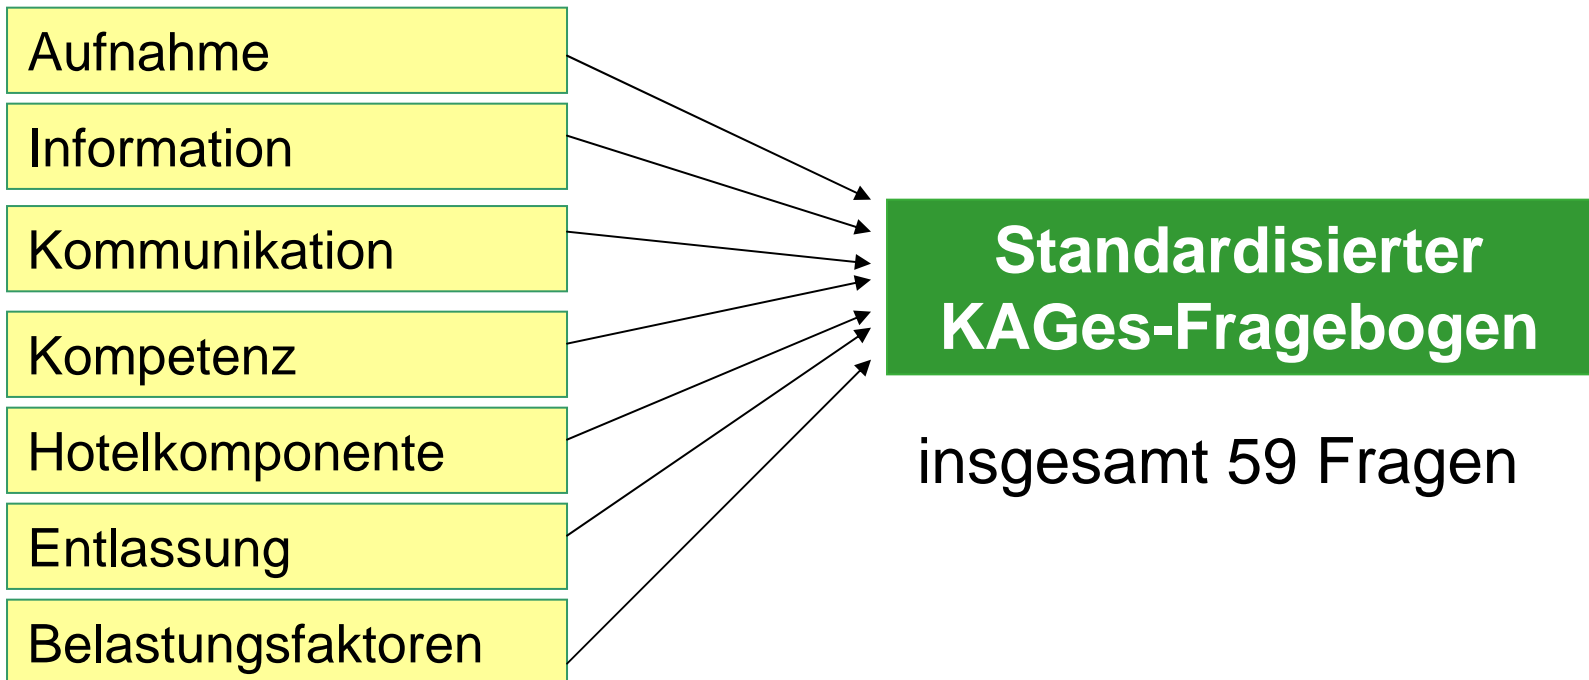 Aufnahme
Information
Kommunikation
Kompetenz
Hotelkomponente
Entlassung
Belastungsfaktoren
Standardisierter
KAGes-Fragebogen
insgesamt 59 Fragen